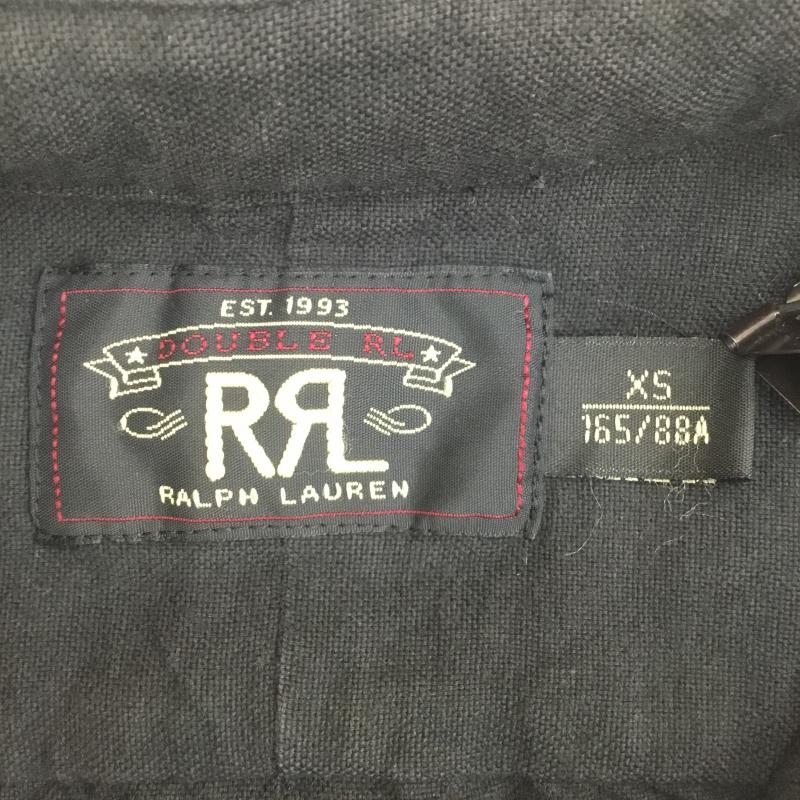 EST. 1993
DOUBLE RL
RRL
RALPH LAUREN
XS
165/88A